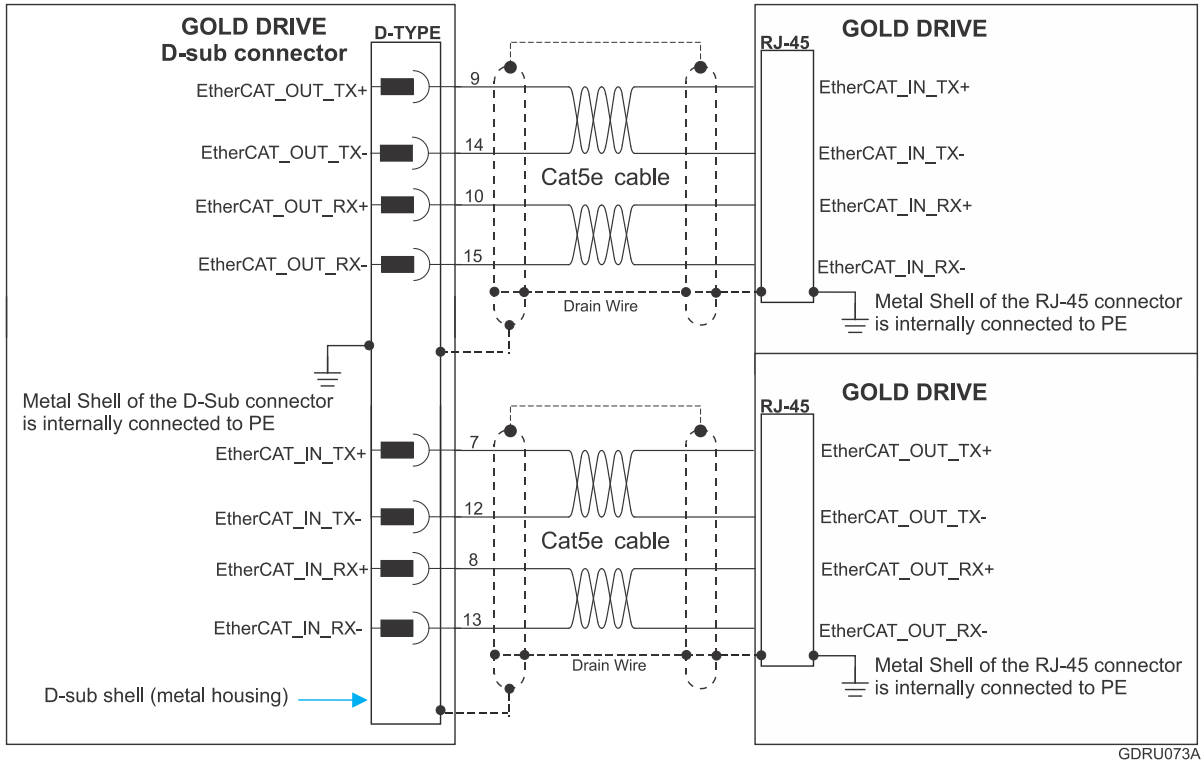 GOLD DRIVE
D-sub connector
D-TYPE
EtherCAT_OUT_TX+
9
EtherCAT_OUT_TX-
14
Cat5e cable
EtherCAT_OUT_RX+
10
EtherCAT_OUT_RX-
15
Drain Wire
GOLD DRIVE
RJ-45
EtherCAT_IN_TX+
EtherCAT_IN_TX-
EtherCAT_IN_RX+
EtherCAT_IN_RX-
Metal Shell of the RJ-45 connector
is internally connected to PE
Metal Shell of the D-Sub connector
is internally connected to PE
EtherCAT_IN_TX+
7
EtherCAT_IN_TX-
12
Cat5e cable
EtherCAT_IN_RX+
8
EtherCAT_IN_RX-
13
Drain Wire
D-sub shell (metal housing)
GOLD DRIVE
RJ-45
EtherCAT_OUT_TX+
EtherCAT_OUT_TX-
EtherCAT_OUT_RX+
EtherCAT_OUT_RX-
Metal Shell of the RJ-45 connector
is internally connected to PE
GDRU073A